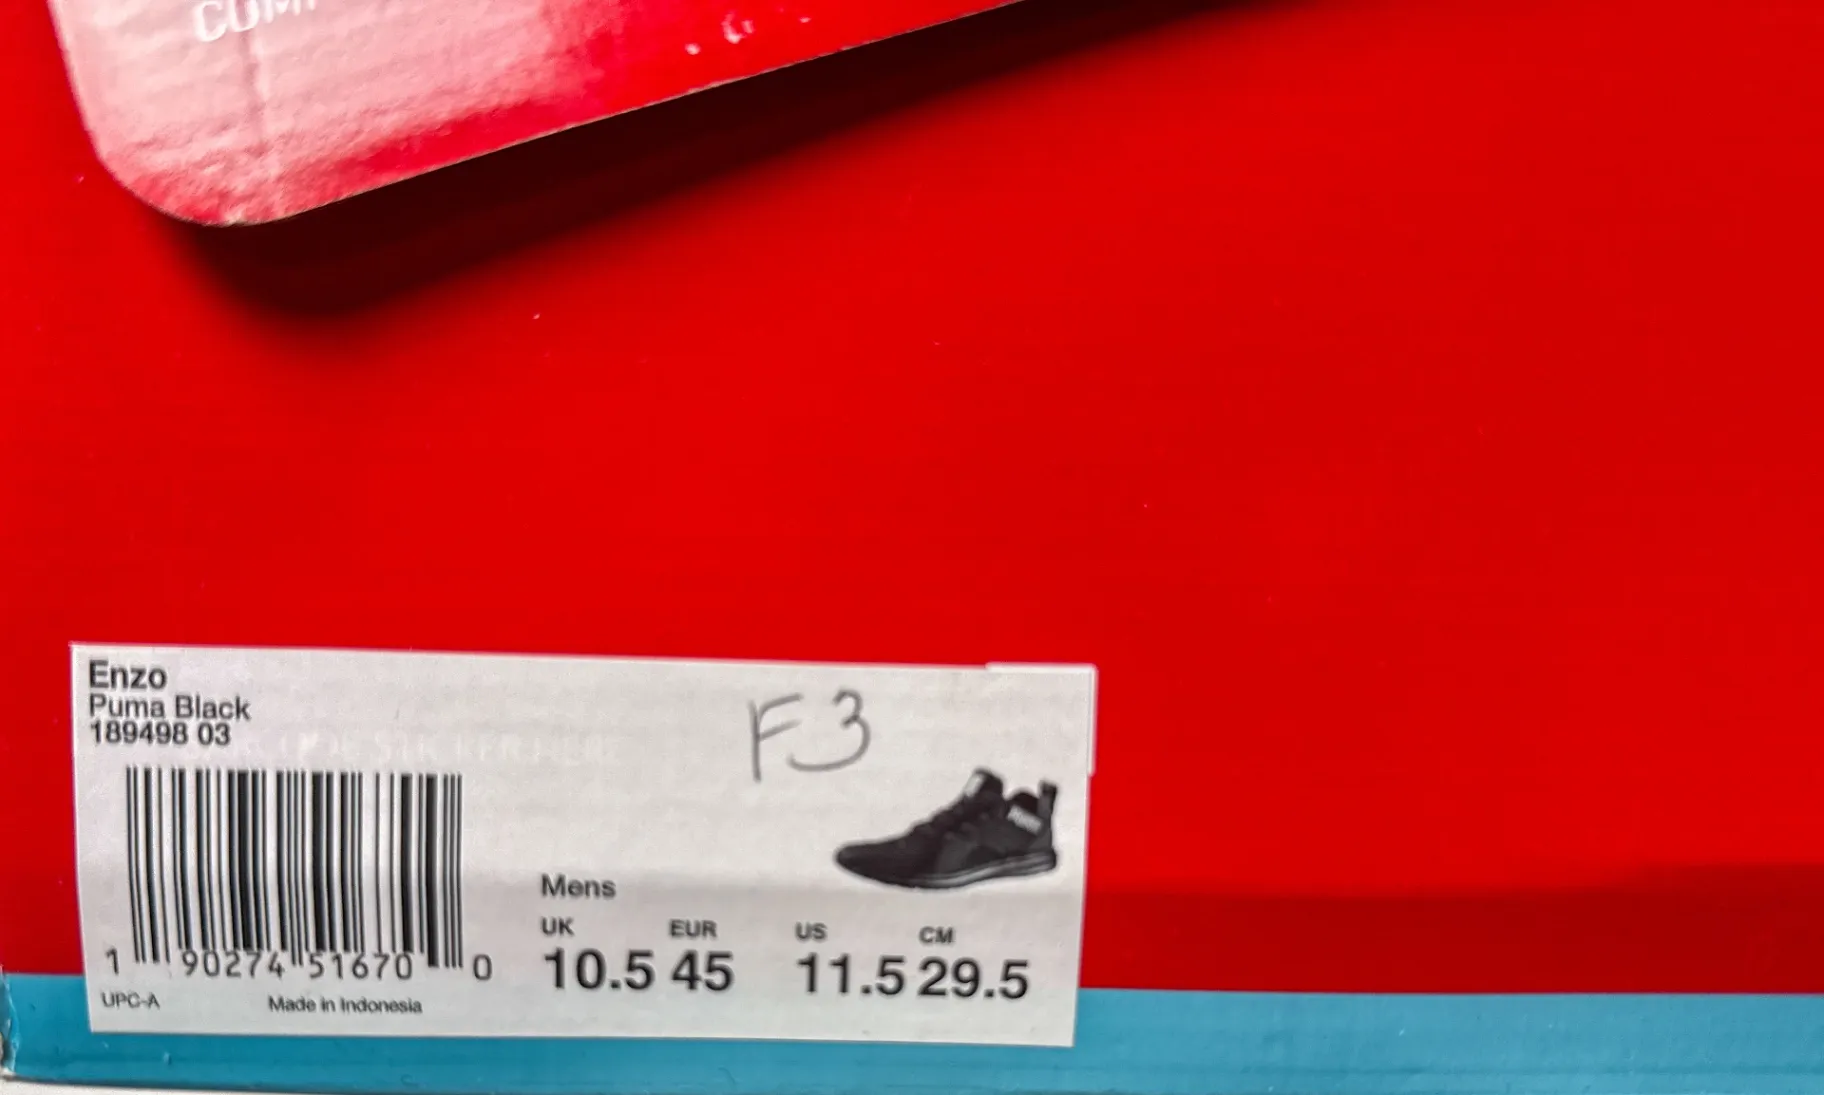 Enzo
Puma Black
189498 03
F3
Mens
UK EUR US CM
10.5 45 11.5 29.5
1 90274 51670 0
UPC-A Made in Indonesia